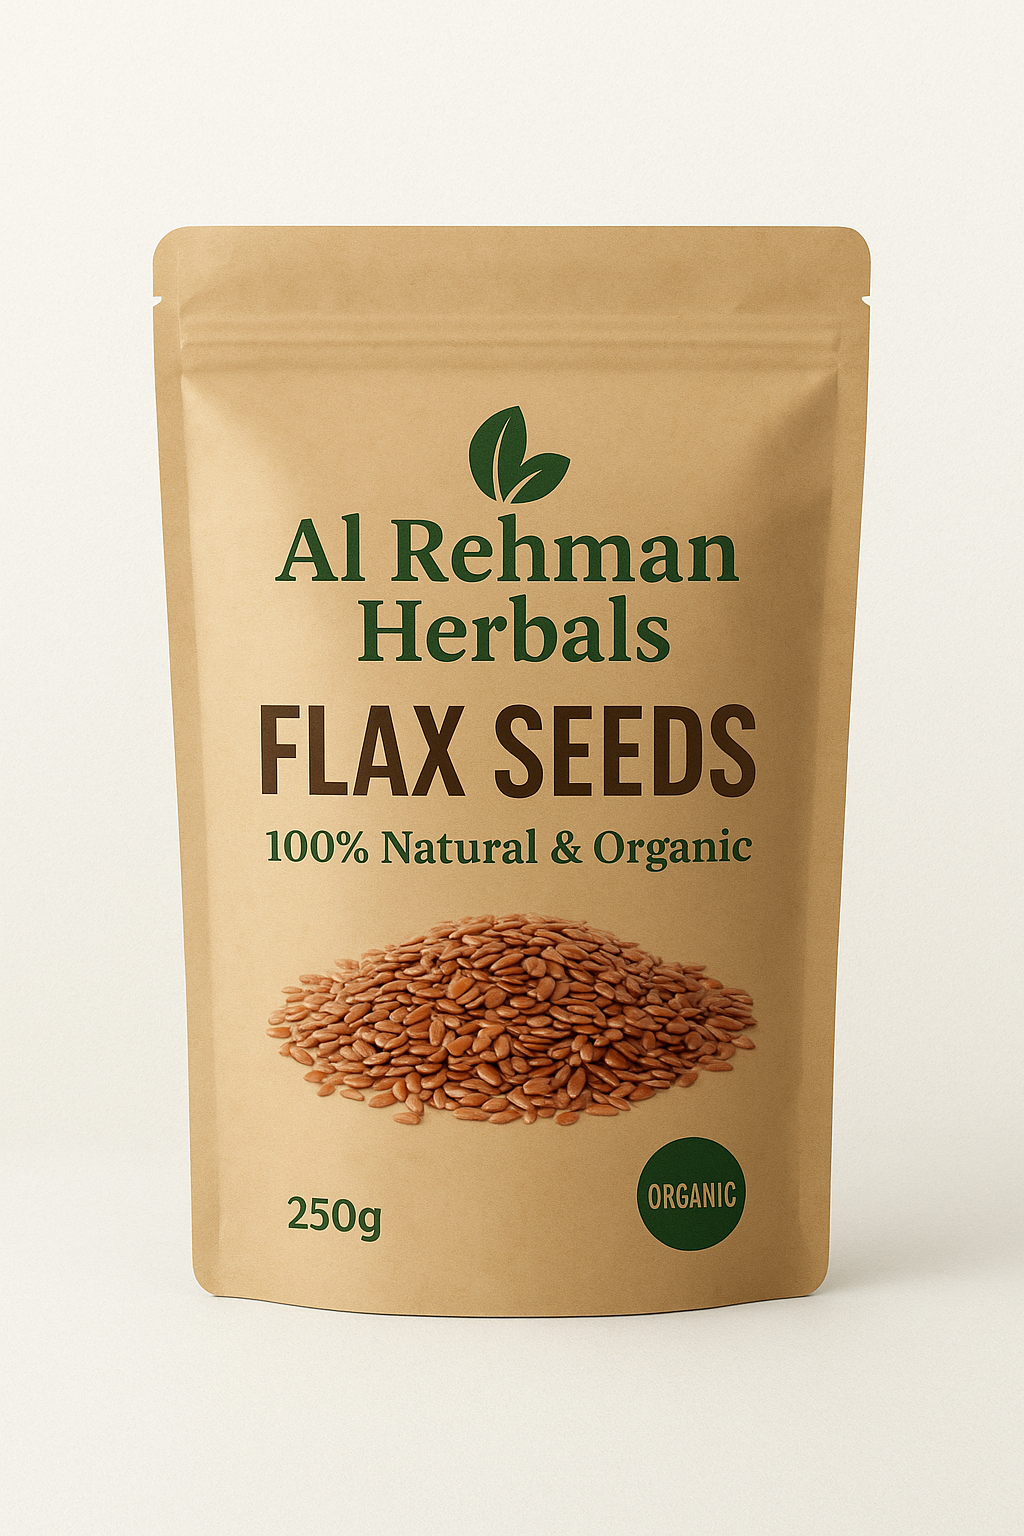 Al Rehman
Herbals
FLAX SEEDS
100% Natural & Organic
250g
ORGANIC